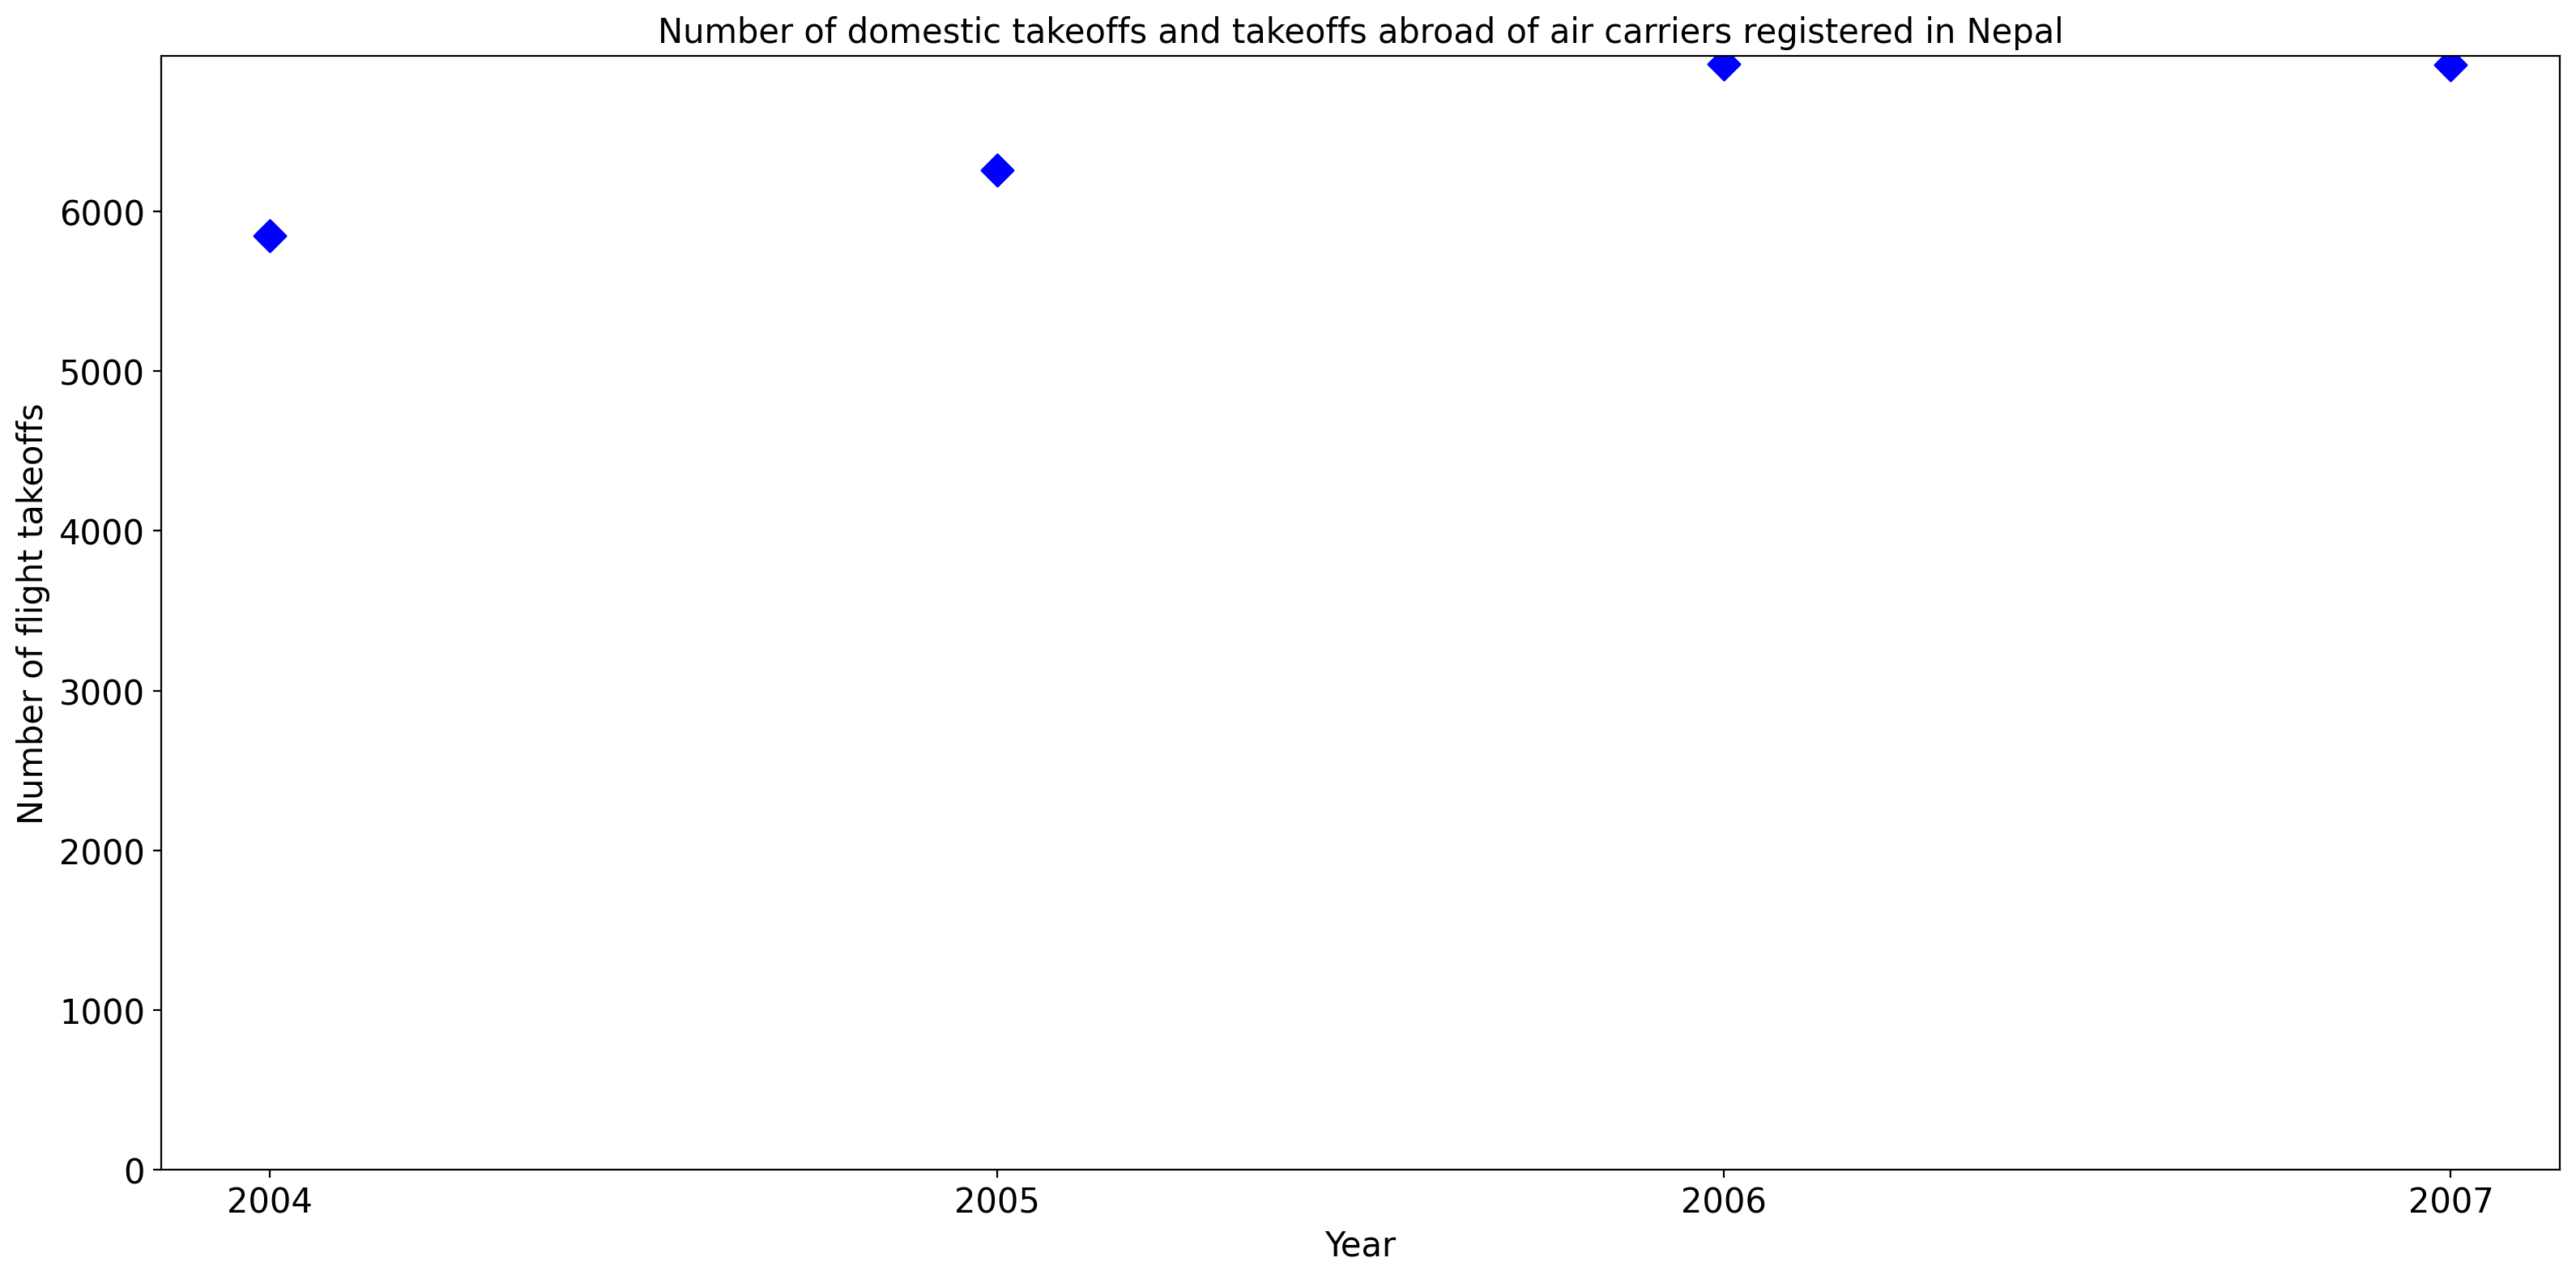 Number of domestic takeoffs and takeoffs abroad of air carriers registered in Nepal
Number of flight takeoffs
6000
5000
4000
3000
2000
1000
0
2004 2005 2006 2007
Year